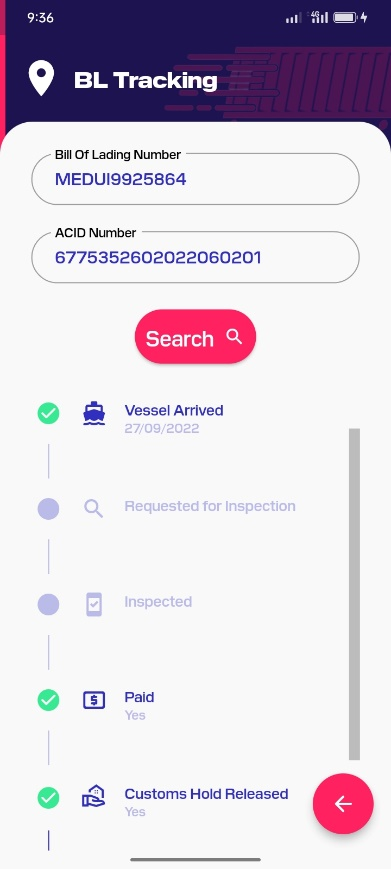 9:36
4G
BL Tracking
Bill Of Lading Number
MEDUI9925864
ACID Number
6775352602022060201
Search
Vessel Arrived
27/09/2022
Requested for Inspection
Inspected
Paid
Yes
Customs Hold Released
Yes